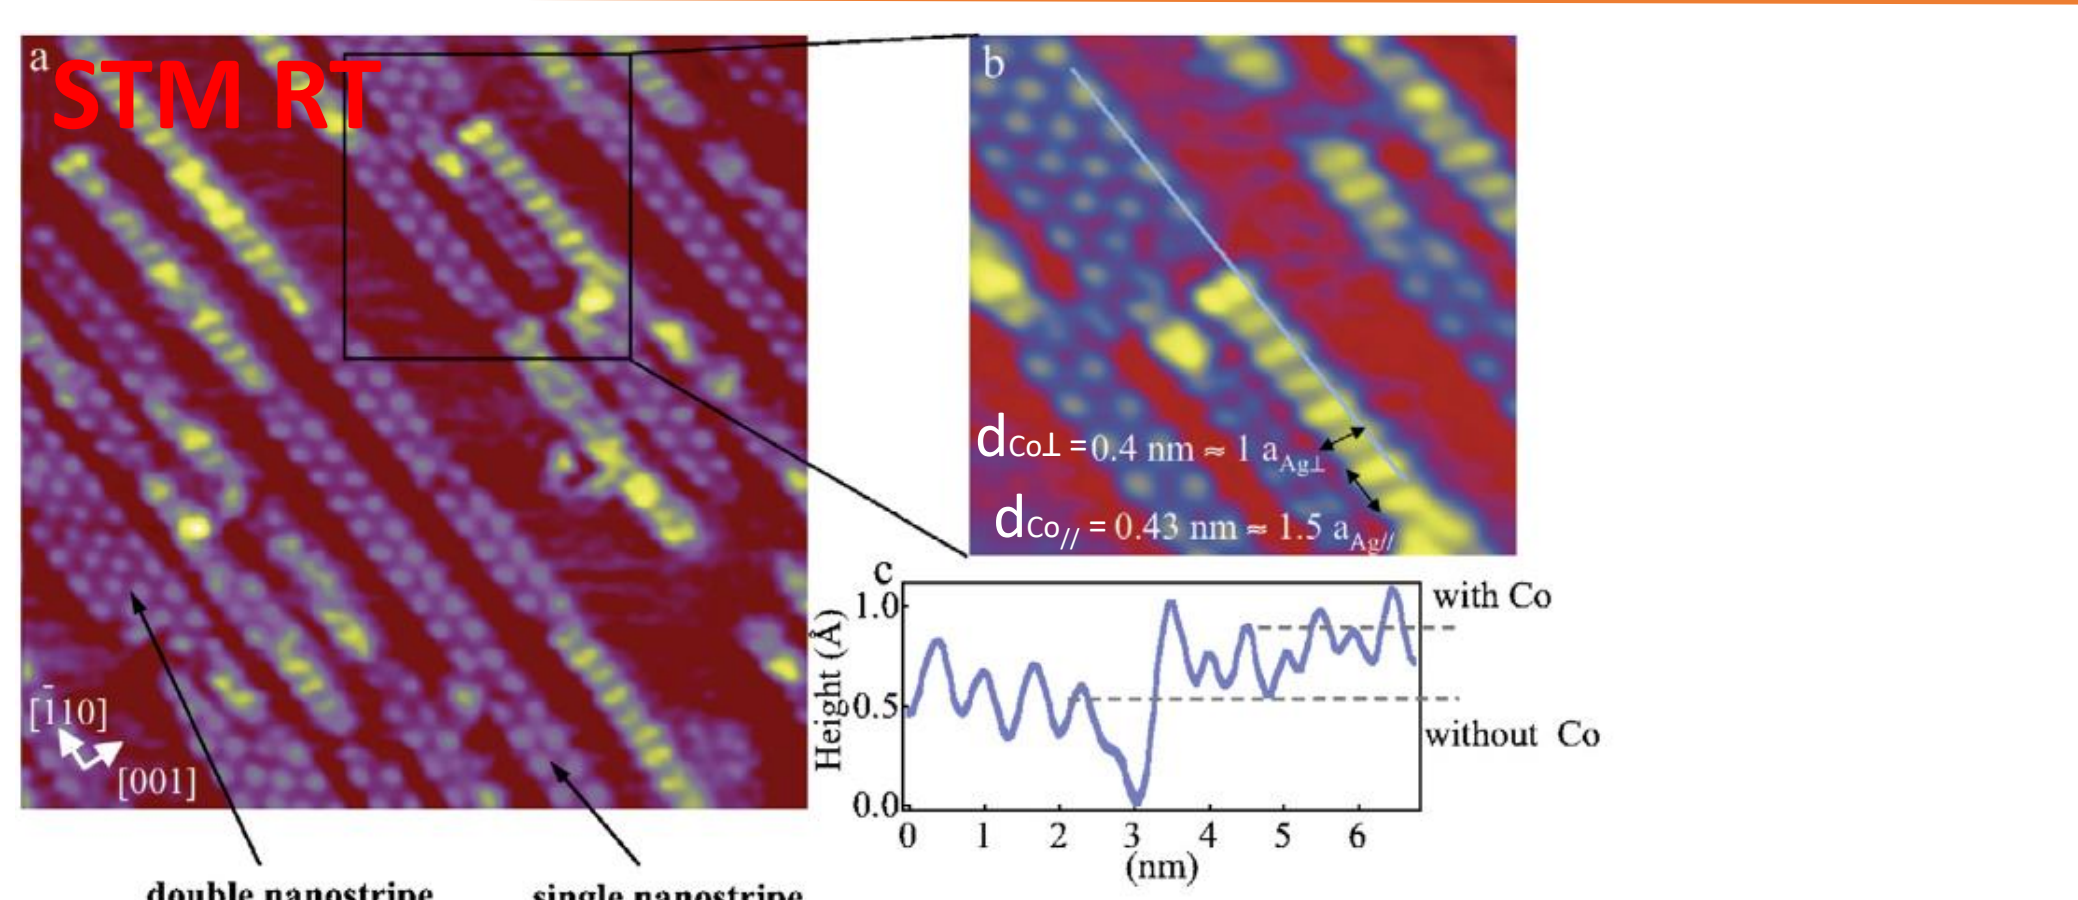 a
STM RT
[1̄10]
[001]
double nanostripe
single nanostripe
b
dCo⊥ = 0.4 nm ≈ 1 aAg⊥
dCo// = 0.43 nm ≈ 1.5 aAg//
c
Height (Å)
1.0
0.5
0.0
0 1 2 3 4 5 6
(nm)
with Co
without Co